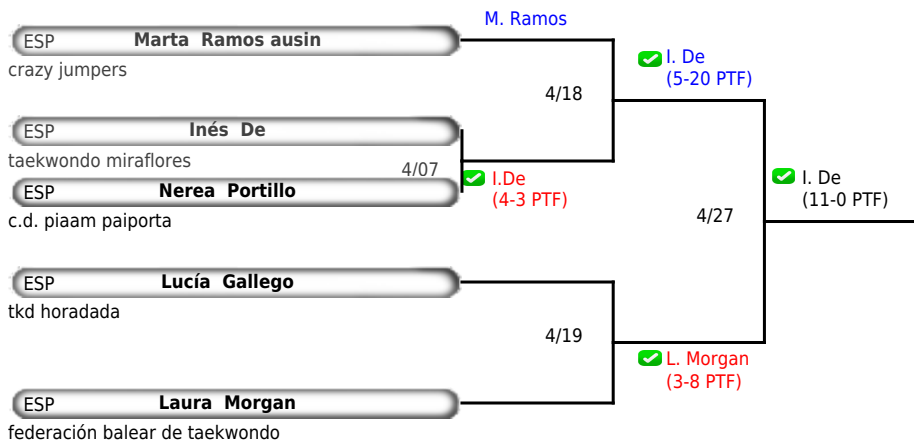 M. Ramos
ESP Marta Ramos ausin
crazy jumpers
I. De
(5-20 PTF)
4/18
ESP Inés De
taekwondo miraflores
4/07
I.De
(4-3 PTF)
ESP Nerea Portillo
c.d. piaam paiporta
I. De
(11-0 PTF)
4/27
ESP Lucía Gallego
tkd horadada
4/19
L. Morgan
(3-8 PTF)
ESP Laura Morgan
federación balear de taekwondo